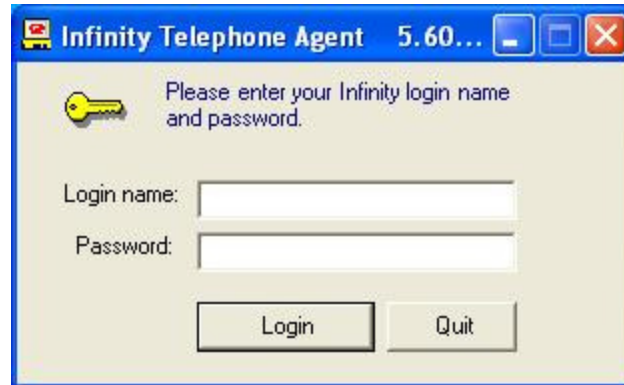 Infinity Telephone Agent 5.60...
Please enter your Infinity login name
and password.
Login name:
Password:
Login Quit